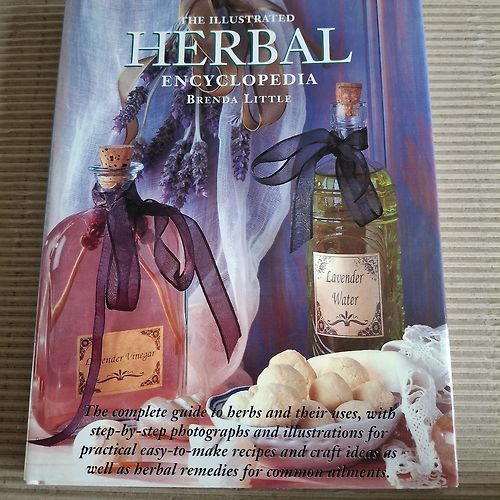 THE ILLUSTRATED
HERBAL
ENCYCLOPEDIA
BRENDA LITTLE
Lavender
Water
Lavender Vinegar
The complete guide to herbs and their uses, with
step-by-step photographs and illustrations for
practical easy-to-make recipes and craft ideas as
well as herbal remedies for common ailments.